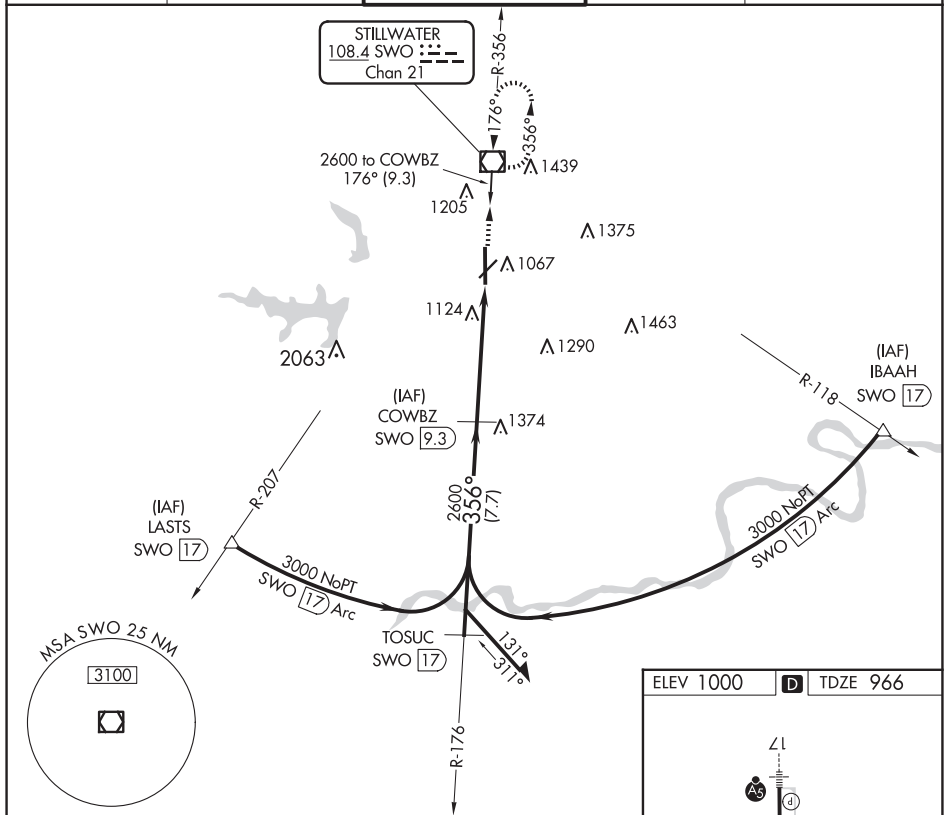 STILLWATER
108.4 SWO
Chan 21
R-356
176°
356°
1439
2600 to COWBZ
176° (9.3)
1205
1375
1067
1124
1463
1290
2063
(IAF)
IBAAH
SWO 17
R-118
(IAF)
COWBZ
SWO 9.3
1374
R-207
2600
356°
(7.7)
(IAF)
LASTS
SWO 17
3000 NoPT
SWO 17 Arc
3000 NoPT
SWO 17 Arc
TOSUC
SWO 17
131°
311°
MSA SWO 25 NM
3100
R-176
ELEV 1000 D TDZE 966
17
A5
P